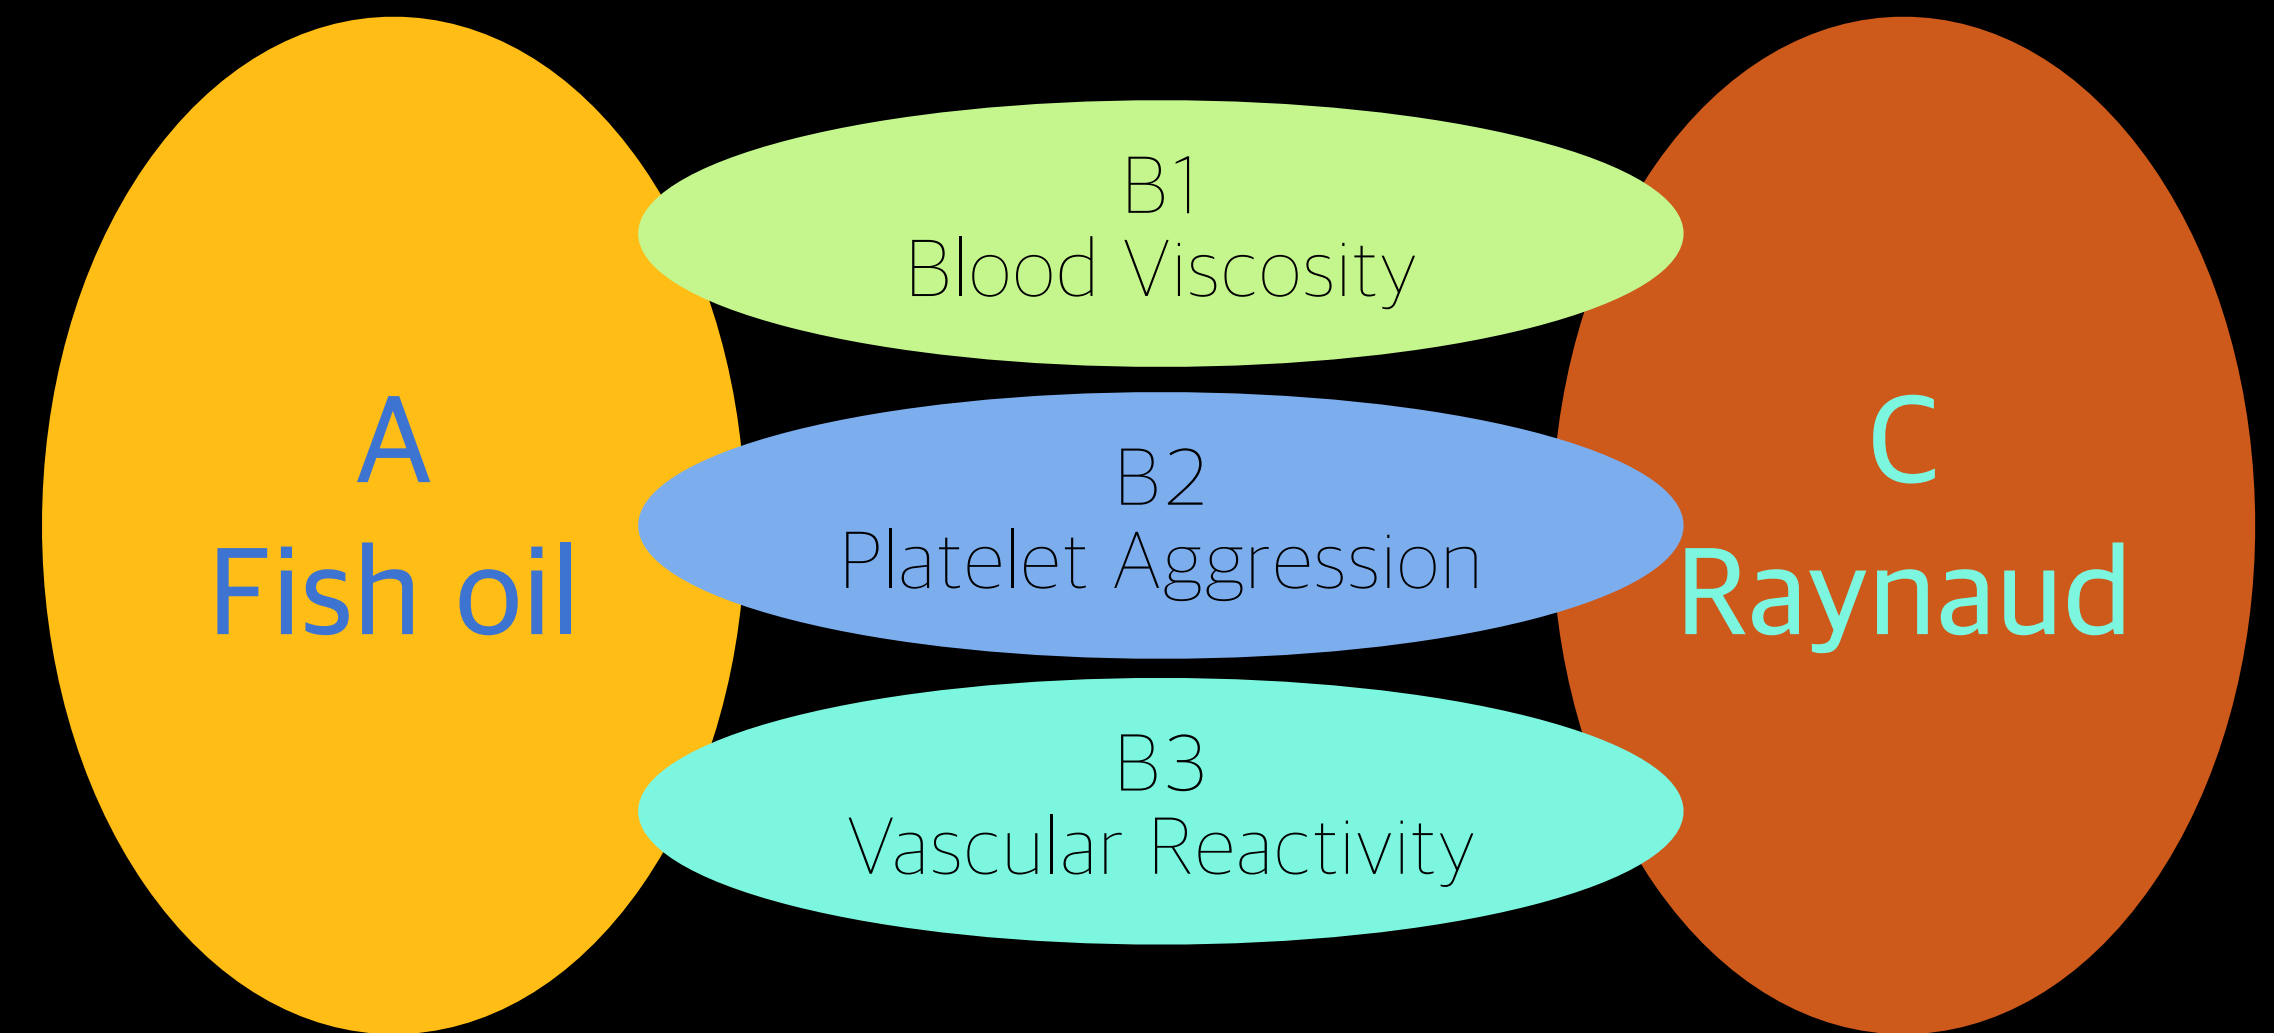 A
Fish oil
B1
Blood Viscosity
B2
Platelet Aggression
B3
Vascular Reactivity
C
Raynaud